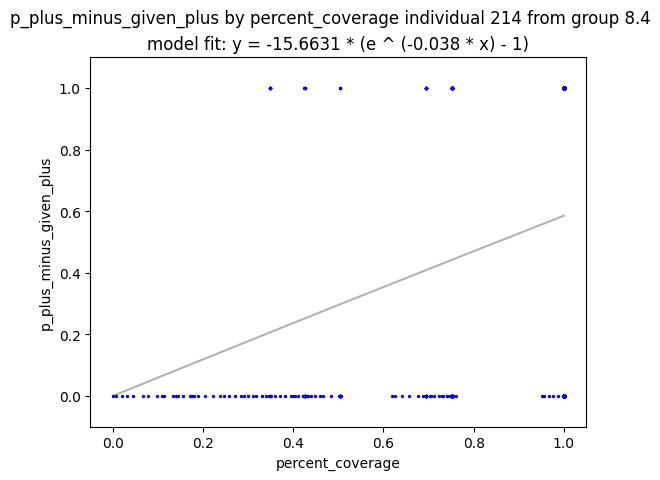 p_plus_minus_given_plus by percent_coverage individual 214 from group 8.4
model fit: y = -15.6631 * (e ^ (-0.038 * x) - 1)
1.0
0.8
0.6
0.4
0.2
0.0
p_plus_minus_given_plus
0.0 0.2 0.4 0.6 0.8 1.0
percent_coverage